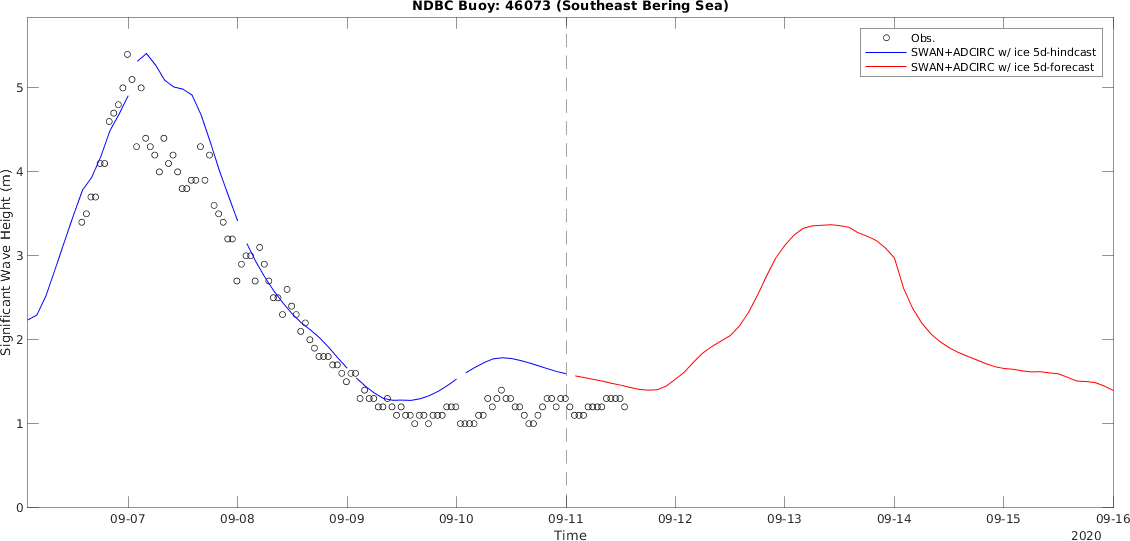 NDBC Buoy: 46073 (Southeast Bering Sea)
Obs.
SWAN+ADCIRC w/ ice 5d-hindcast
SWAN+ADCIRC w/ ice 5d-forecast
Significant Wave Height (m)
5
4
3
2
1
0
09-07 09-08 09-09 09-10 09-11 09-12 09-13 09-14 09-15 09-16
Time
2020